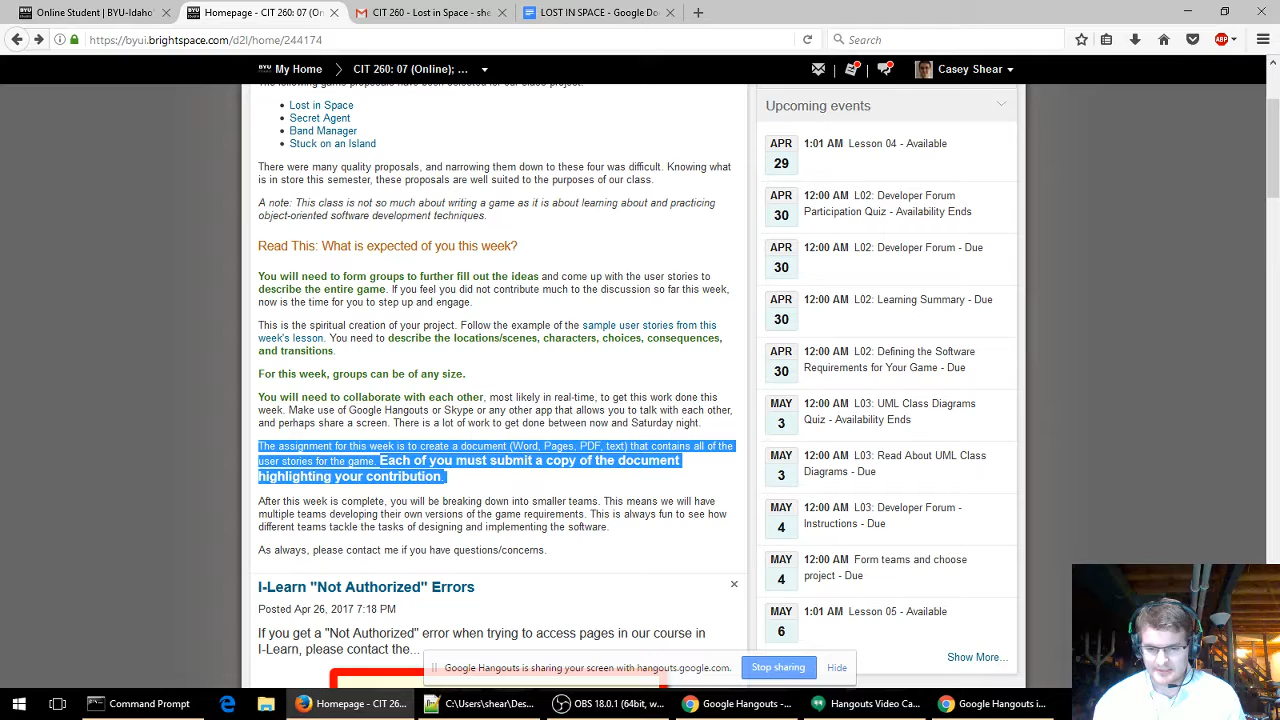 Online Student | BYU-Idaho
Homepage - CIT 260: 07 (On
CIT 260 - Lost in Space - she
LOST IN SPACE - Google Do
https://byui.brightspace.com/d2l/home/244174
Search
ABP
BYU My Home
CIT 260: 07 (Online); ...
Casey Shear
Lost in Space
Secret Agent
Band Manager
Stuck on an Island
There were many quality proposals, and narrowing them down to these four was difficult. Knowing what
is in store this semester, these proposals are well suited to the purposes of our class.
A note: This class is not so much about writing a game as it is about learning about and practicing
object-oriented software development techniques.
Read This: What is expected of you this week?
You will need to form groups to further fill out the ideas and come up with the user stories to
describe the entire game. If you feel you did not contribute much to the discussion so far this week,
now is the time for you to step up and engage.
This is the spiritual creation of your project. Follow the example of the sample user stories from this
week's lesson. You need to describe the locations/scenes, characters, choices, consequences,
and transitions.
For this week, groups can be of any size.
You will need to collaborate with each other, most likely in real-time, to get this work done this
week. Make use of Google Hangouts or Skype or any other app that allows you to talk with each other,
and perhaps share a screen. There is a lot of work to get done between now and Saturday night.
The assignment for this week is to create a document (Word, Pages, PDF, text) that contains all of the
user stories for the game. Each of you must submit a copy of the document
highlighting your contribution.
After this week is complete, you will be breaking down into smaller teams. This means we will have
multiple teams developing their own versions of the game requirements. This is always fun to see how
different teams tackle the tasks of designing and implementing the software.
As always, please contact me if you have questions/concerns.
I-Learn "Not Authorized" Errors
Posted Apr 26, 2017 7:18 PM
If you get a "Not Authorized" error when trying to access pages in our course in
I-Learn, please contact the...
Upcoming events
APR 29
1:01 AM Lesson 04 - Available
APR 30
12:00 AM L02: Developer Forum
Participation Quiz - Availability Ends
APR 30
12:00 AM L02: Developer Forum - Due
APR 30
12:00 AM L02: Learning Summary - Due
APR 30
12:00 AM L02: Defining the Software
Requirements for Your Game - Due
MAY 3
12:00 AM L03: UML Class Diagrams
Quiz - Availability Ends
MAY 3
12:00 AM L03: Read About UML Class
Diagrams - Due
MAY 4
12:00 AM L03: Developer Forum -
Instructions - Due
MAY 4
12:00 AM Form teams and choose
project - Due
MAY 6
1:01 AM Lesson 05 - Available
Show More...
Google Hangouts is sharing your screen with hangouts.google.com.
Stop sharing
Hide
Command Prompt
Homepage - CIT 26...
C:\Users\shear\Des...
OBS 18.0.1 (64bit, w...
Google Hangouts -...
Hangouts Video Ca...
Google Hangouts i...